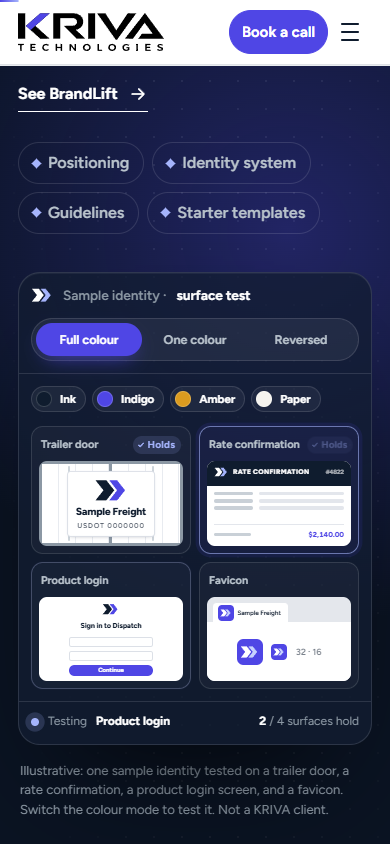 KRIVA
TECHNOLOGIES
Book a call
See BrandLift →
Positioning
Identity system
Guidelines
Starter templates
Sample identity · surface test
Full colour
One colour
Reversed
Ink
Indigo
Amber
Paper
Trailer door
✓ Holds
Sample Freight
USDOT 0000000
Rate confirmation
✓ Holds
RATE CONFIRMATION
#4822
$2,140.00
Product login
Sign in to Dispatch
Continue
Favicon
Sample Freight
32 · 16
Testing Product login
2 / 4 surfaces hold
Illustrative: one sample identity tested on a trailer door, a
rate confirmation, a product login screen, and a favicon.
Switch the colour mode to test it. Not a KRIVA client.